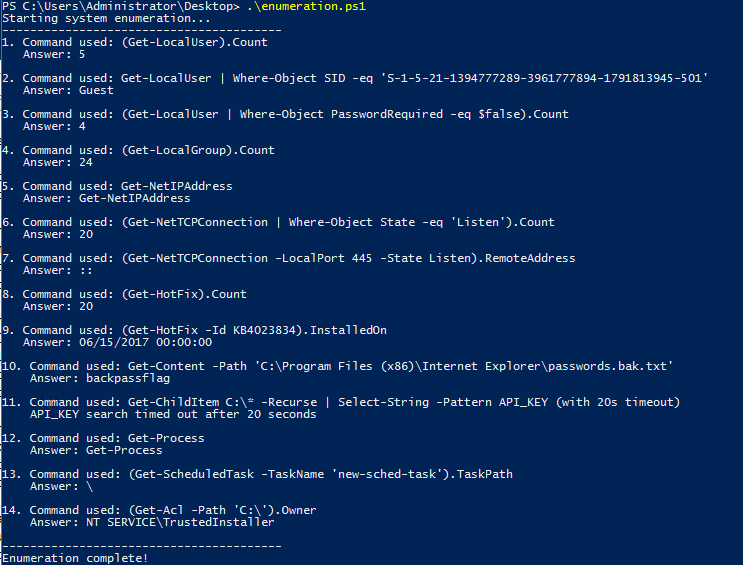 PS C:\Users\Administrator\Desktop> .\enumeration.ps1
Starting system enumeration...
----------------------------------------
1. Command used: (Get-LocalUser).Count
   Answer: 5
2. Command used: Get-LocalUser | Where-Object SID -eq 'S-1-5-21-1394777289-3961777894-1791813945-501'
   Answer: Guest
3. Command used: (Get-LocalUser | Where-Object PasswordRequired -eq $false).Count
   Answer: 4
4. Command used: (Get-LocalGroup).Count
   Answer: 24
5. Command used: Get-NetIPAddress
   Answer: Get-NetIPAddress
6. Command used: (Get-NetTCPConnection | Where-Object State -eq 'Listen').Count
   Answer: 20
7. Command used: (Get-NetTCPConnection -LocalPort 445 -State Listen).RemoteAddress
   Answer: ::
8. Command used: (Get-HotFix).Count
   Answer: 20
9. Command used: (Get-HotFix -Id KB4023834).InstalledOn
   Answer: 06/15/2017 00:00:00
10. Command used: Get-Content -Path 'C:\Program Files (x86)\Internet Explorer\passwords.bak.txt'
    Answer: backpassflag
11. Command used: Get-ChildItem C:\* -Recurse | Select-String -Pattern API_KEY (with 20s timeout)
    API_KEY search timed out after 20 seconds
12. Command used: Get-Process
    Answer: Get-Process
13. Command used: (Get-ScheduledTask -TaskName 'new-sched-task').TaskPath
    Answer: \
14. Command used: (Get-Acl -Path 'C:\').Owner
    Answer: NT SERVICE\TrustedInstaller
----------------------------------------
Enumeration complete!